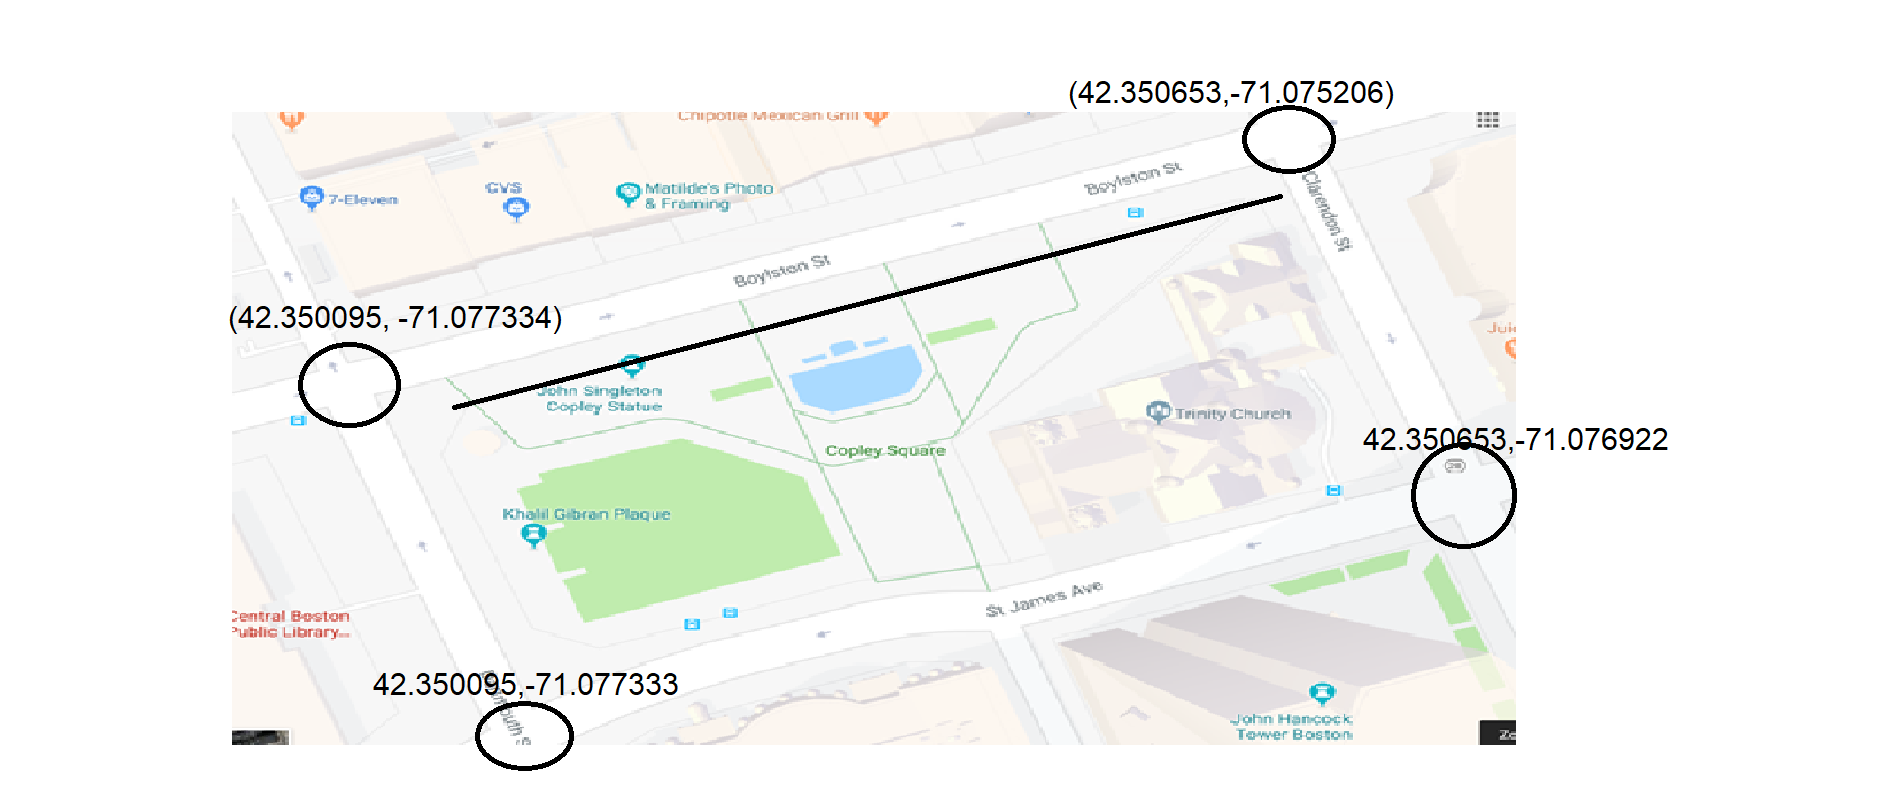 (42.350653,-71.075206)
Chipotle Mexican Grill
Boylston St
Clarendon St
7-Eleven
CVS
Matilde's Photo
& Framing
Boylston St
(42.350095, -71.077334)
John Singleton
Copley Statue
Trinity Church
42.350653,-71.076922
Copley Square
Khalil Gibran Plaque
St James Ave
Central Boston
Public Library...
42.350095,-71.077333
John Hancock
Tower Boston